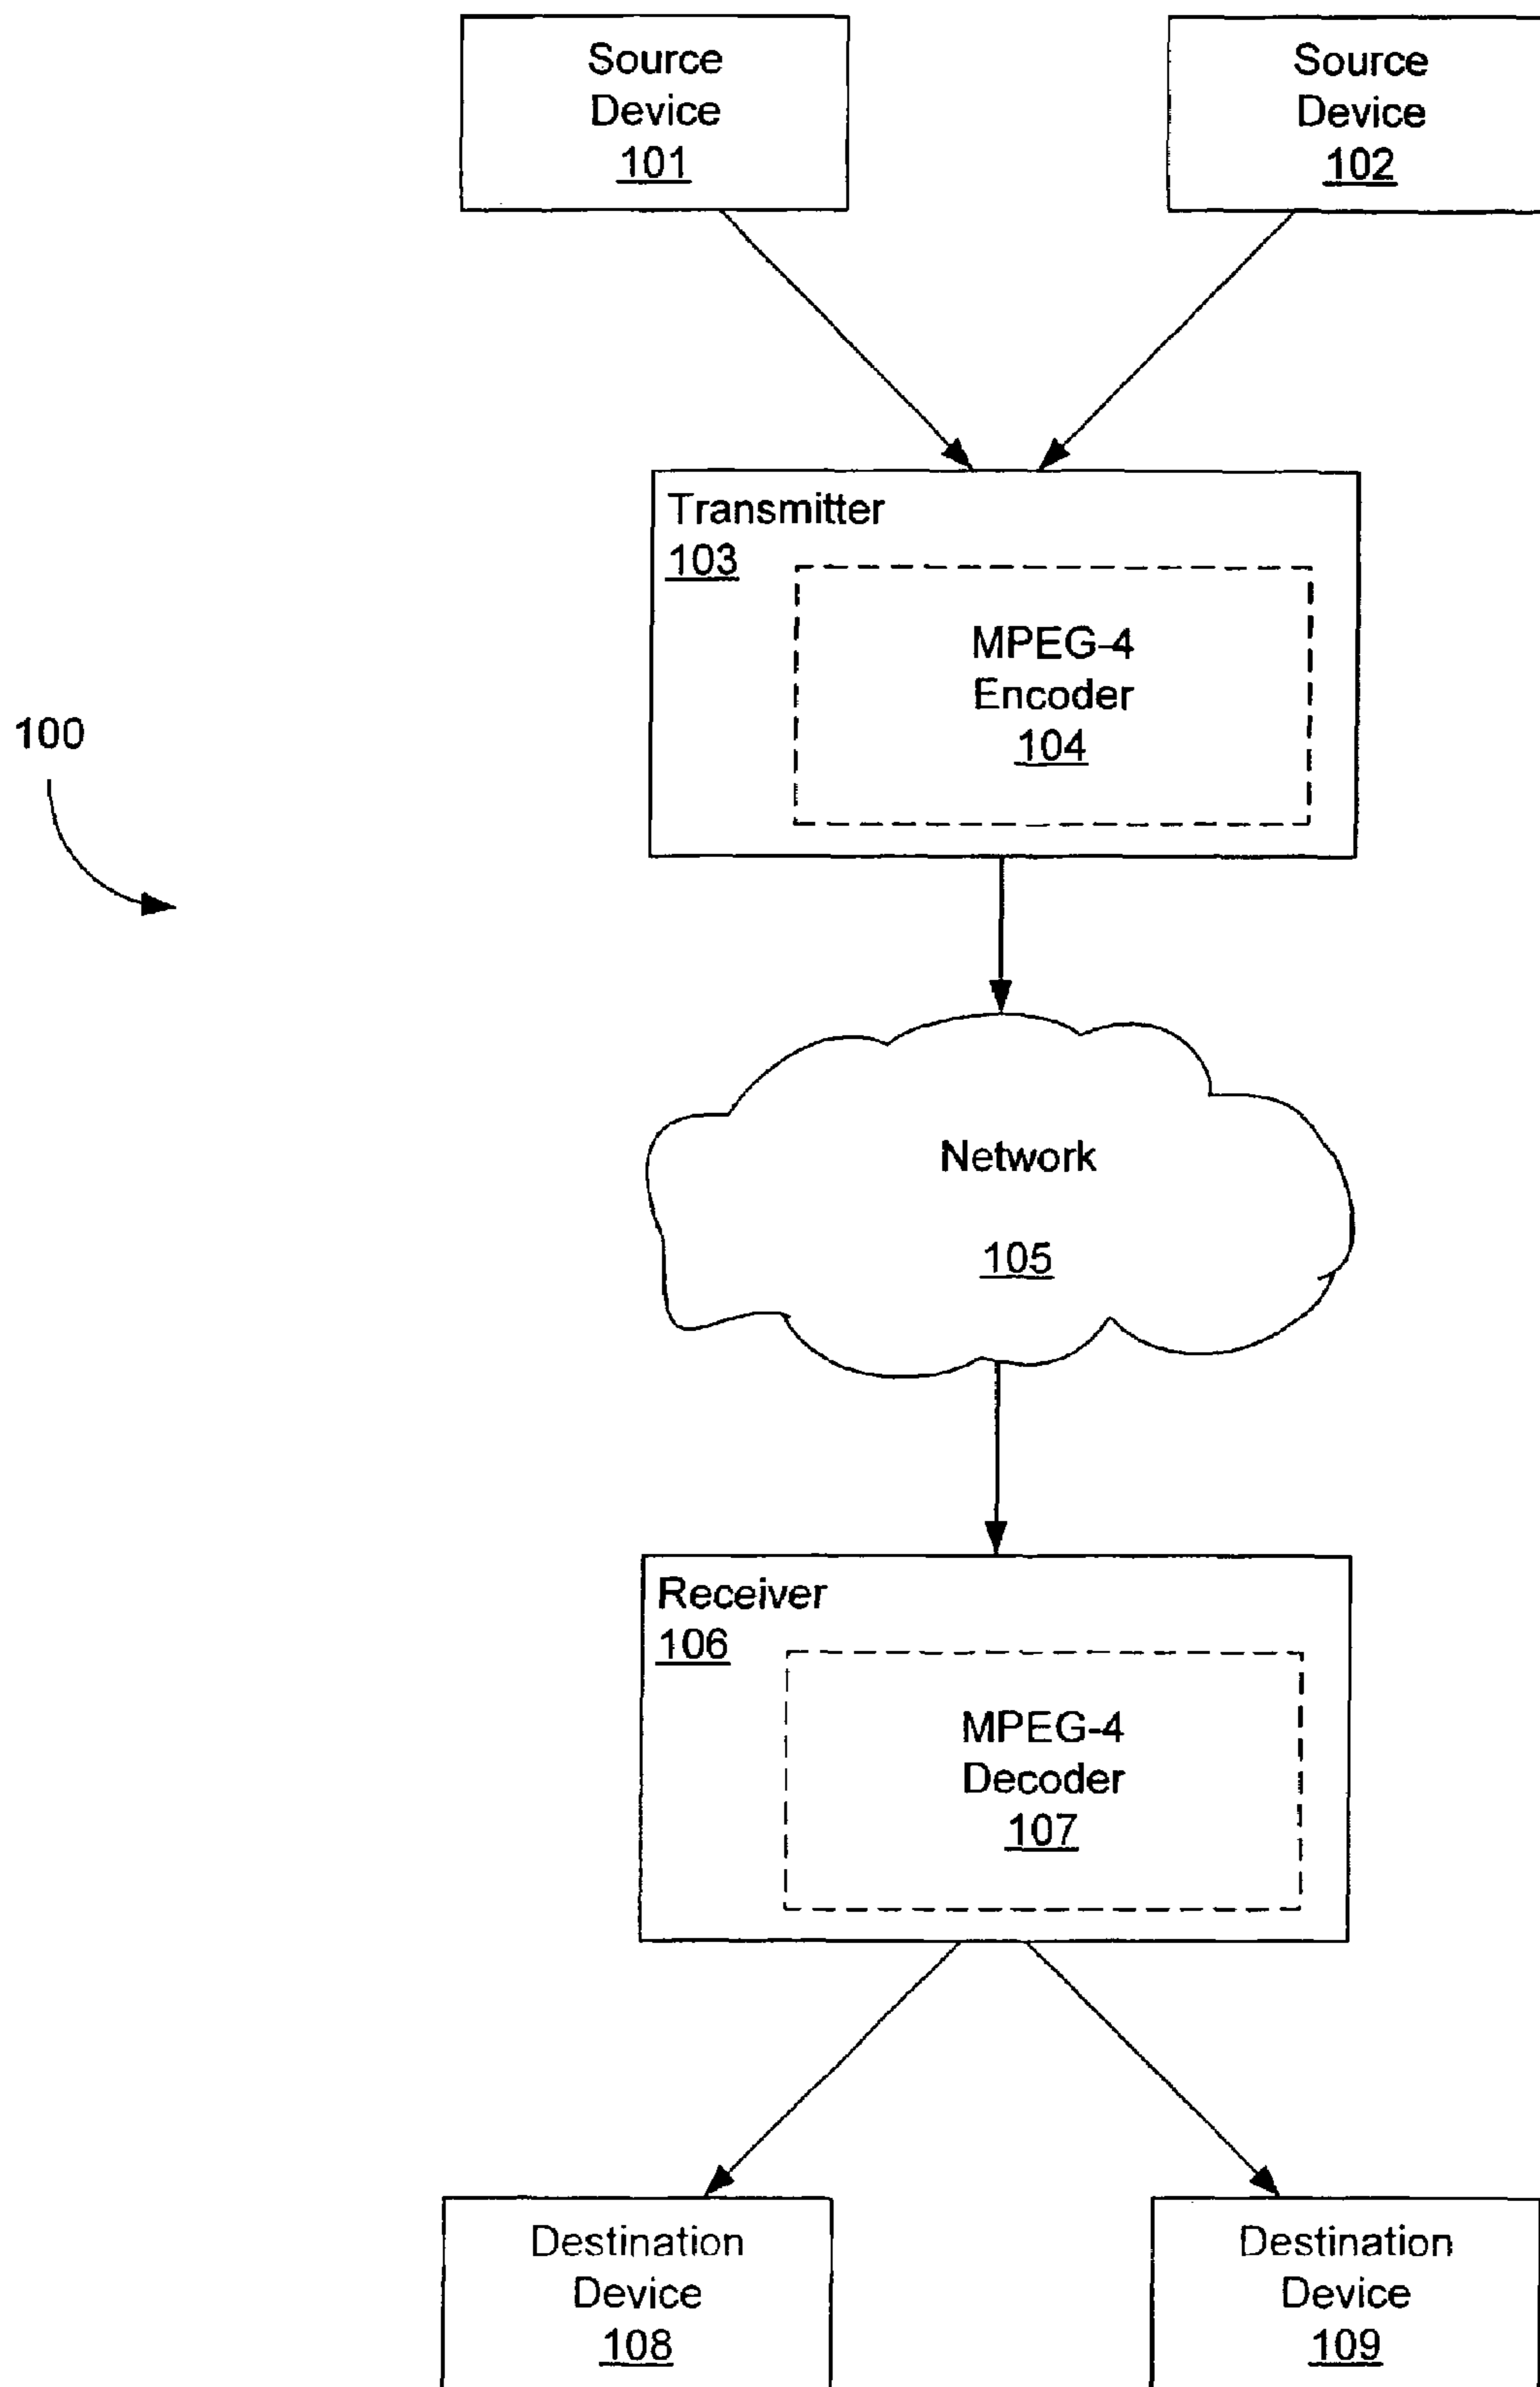 Source
Device
101
Source
Device
102
Transmitter
103
MPEG-4
Encoder
104
100
Network
105
Receiver
106
MPEG-4
Decoder
107
Destination
Device
108
Destination
Device
109